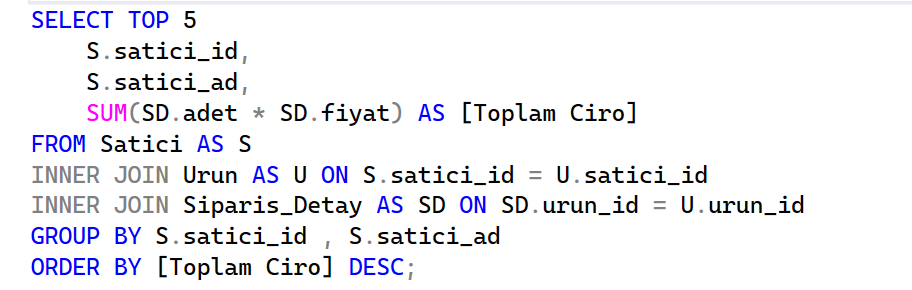 SELECT TOP 5
    S.satici_id,
    S.satici_ad,
    SUM(SD.adet * SD.fiyat) AS [Toplam Ciro]
FROM Satici AS S
INNER JOIN Urun AS U ON S.satici_id = U.satici_id
INNER JOIN Siparis_Detay AS SD ON SD.urun_id = U.urun_id
GROUP BY S.satici_id , S.satici_ad
ORDER BY [Toplam Ciro] DESC;